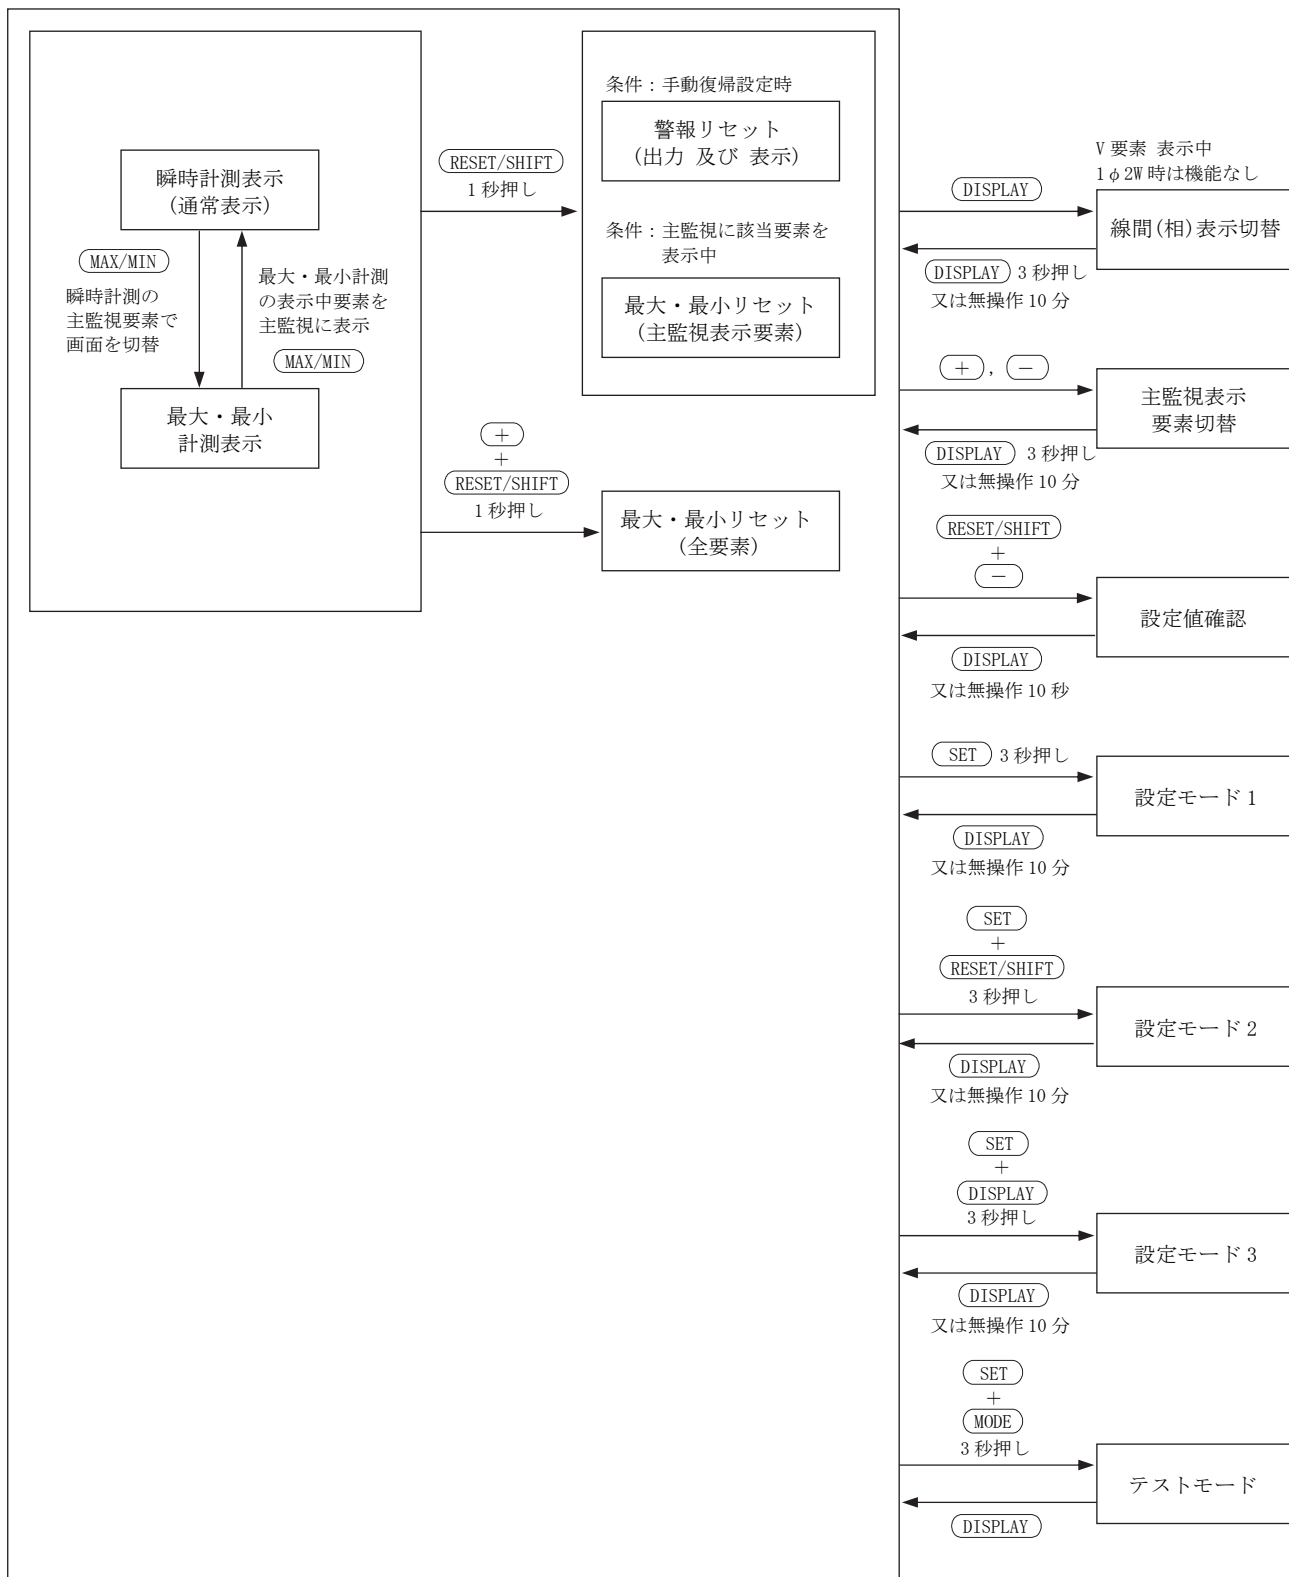 瞬時計測表示
(通常表示)
MAX/MIN
瞬時計測の
主監視要素で
画面を切替
最大・最小計測
の表示中要素を
主監視に表示
MAX/MIN
最大・最小
計測表示
RESET/SHIFT
1秒押し
条件：手動復帰設定時
警報リセット
(出力 及び 表示)
条件：主監視に該当要素を
表示中
最大・最小リセット
(主監視表示要素)
+
+
RESET/SHIFT
1秒押し
最大・最小リセット
(全要素)
V要素 表示中
1φ2W時は機能なし
DISPLAY
線間(相)表示切替
DISPLAY 3秒押し
又は無操作10分
+, −
主監視表示
要素切替
DISPLAY 3秒押し
又は無操作10分
RESET/SHIFT
+
−
設定値確認
DISPLAY
又は無操作10秒
SET 3秒押し
設定モード1
DISPLAY
又は無操作10分
SET
+
RESET/SHIFT
3秒押し
設定モード2
DISPLAY
又は無操作10分
SET
+
DISPLAY
3秒押し
設定モード3
DISPLAY
又は無操作10分
SET
+
MODE
3秒押し
テストモード
DISPLAY